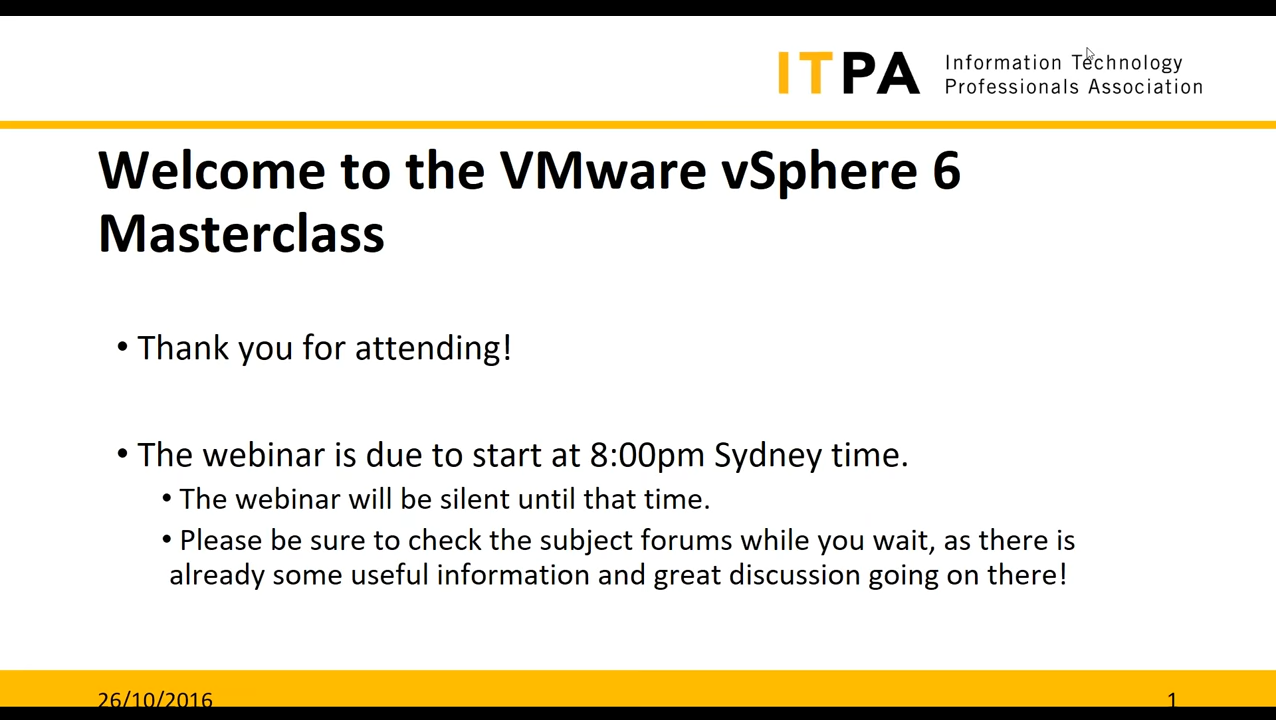 ITPA
Information Technology
Professionals Association
Welcome to the VMware vSphere 6
Masterclass
• Thank you for attending!
• The webinar is due to start at 8:00pm Sydney time.
• The webinar will be silent until that time.
• Please be sure to check the subject forums while you wait, as there is
already some useful information and great discussion going on there!
26/10/2016
1